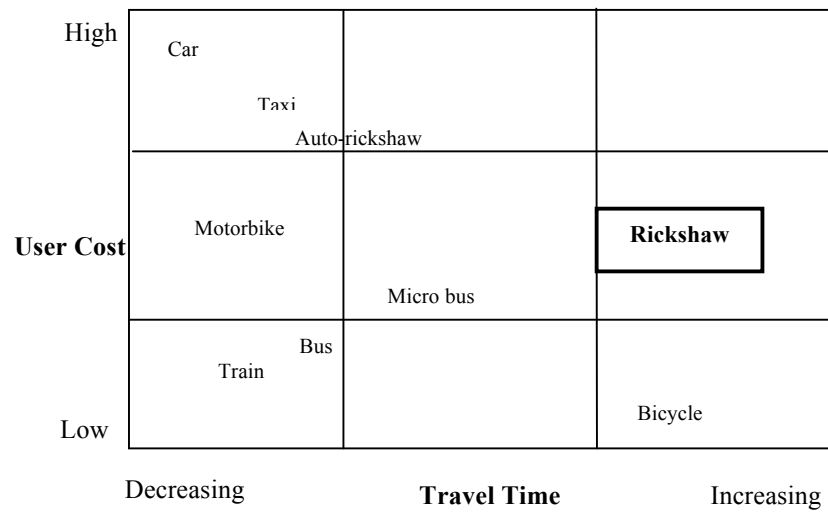 High
Car
Taxi
Auto-rickshaw
Motorbike
Rickshaw
User Cost
Micro bus
Bus
Train
Bicycle
Low
Decreasing
Travel Time
Increasing